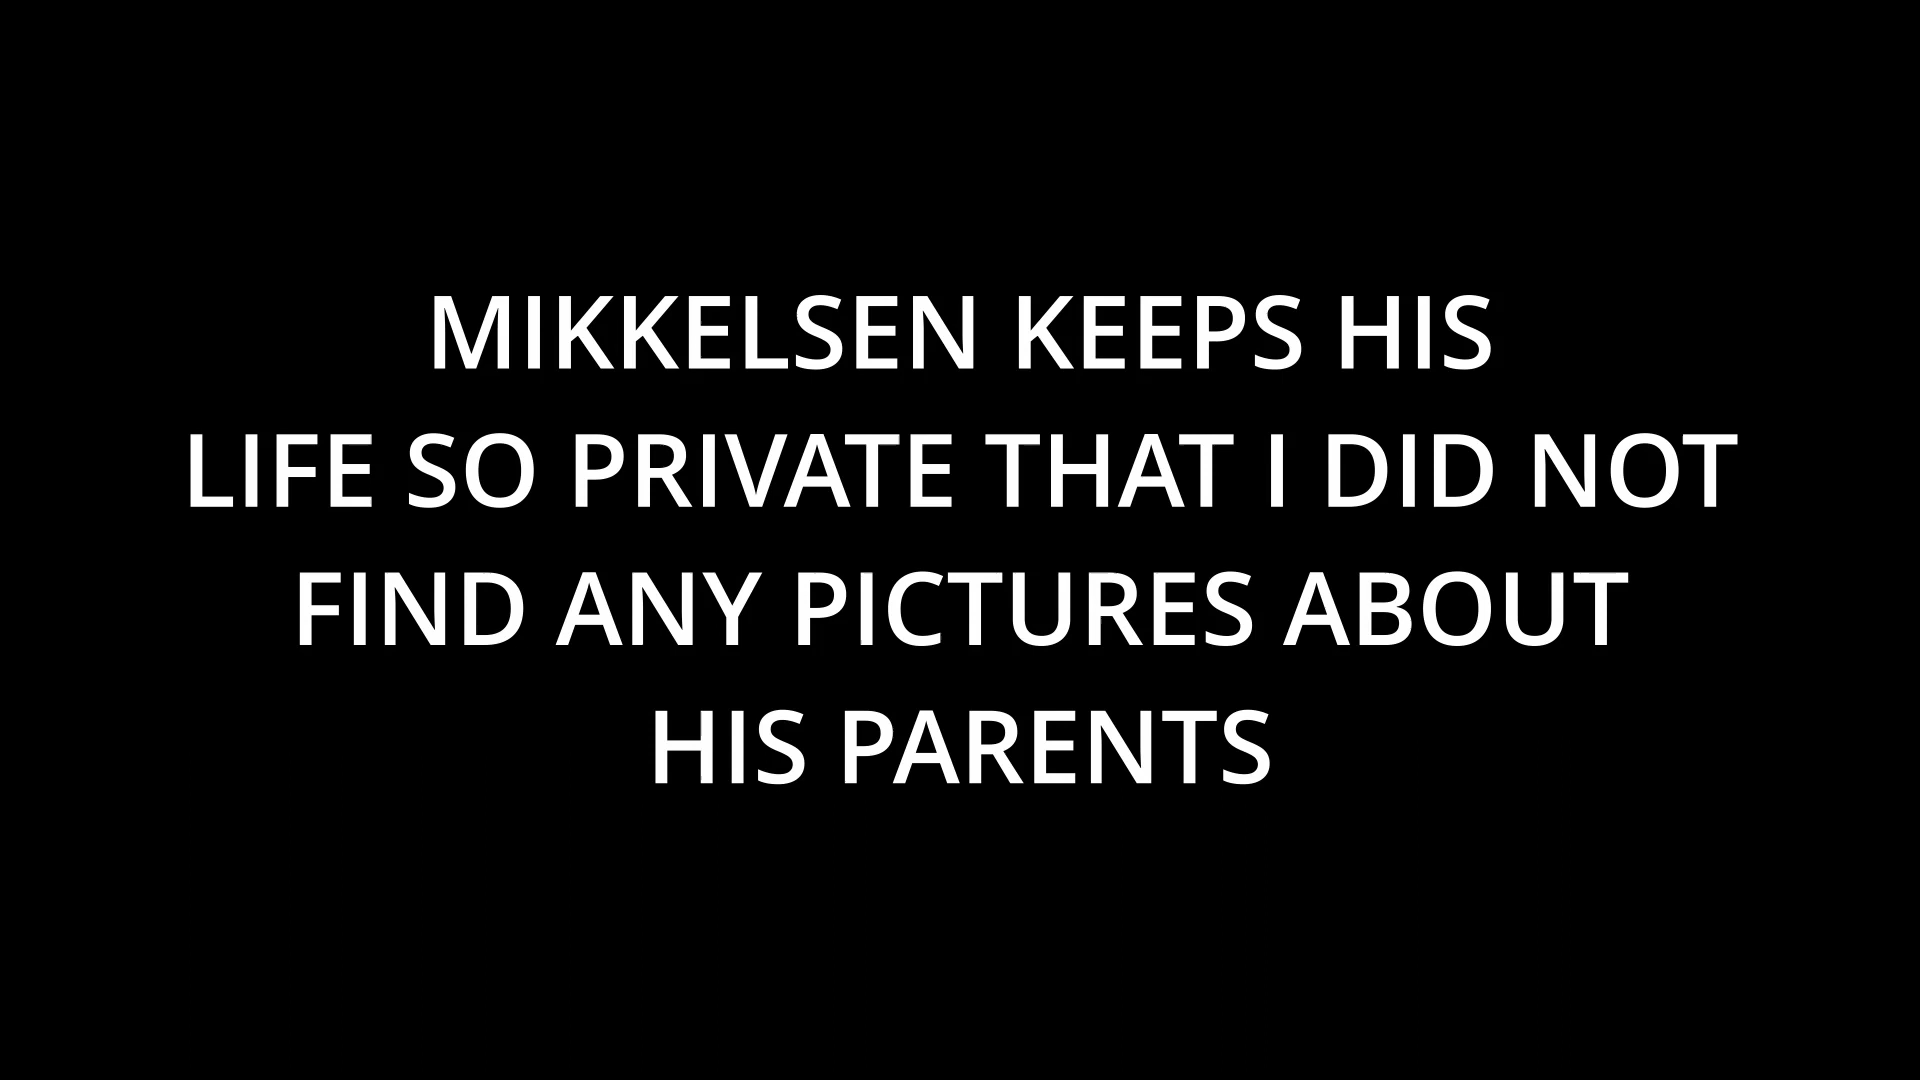 MIKKELSEN KEEPS HIS
LIFE SO PRIVATE THAT I DID NOT
FIND ANY PICTURES ABOUT
HIS PARENTS